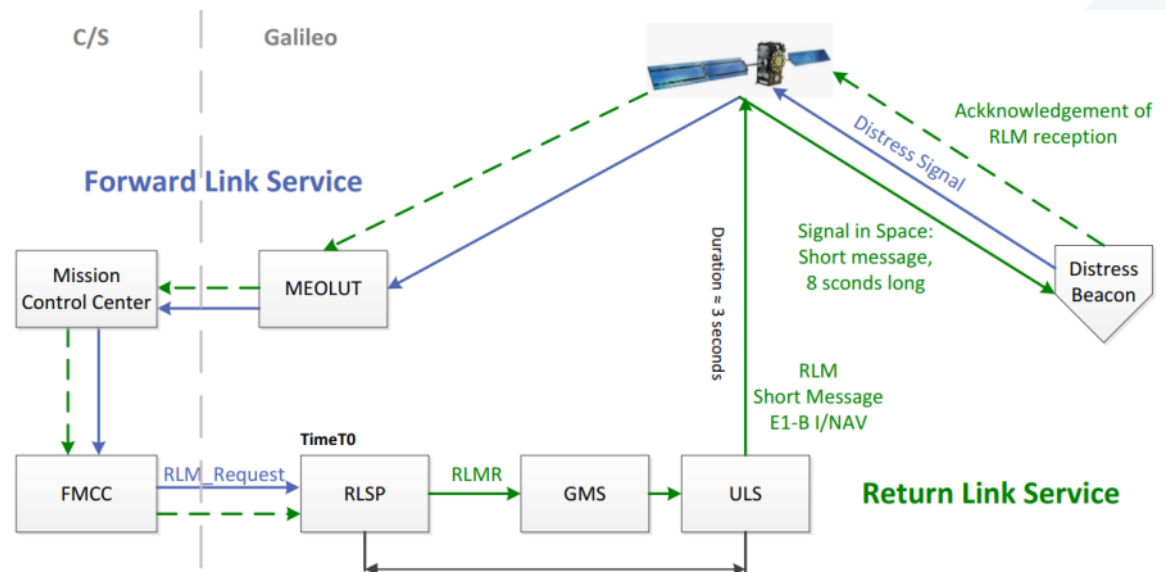 C/S
Galileo
Ackknowledgement of
RLM reception
Distress Signal
Forward Link Service
Signal in Space:
Short message,
8 sconds long
Mission
Control Center
MEOLUT
Distress
Beacon
Duration ≈ 3 seconds
RLM
Short Message
E1-B I/NAV
TimeT0
FMCC
RLM_Request
RLSP
RLMR
GMS
ULS
Return Link Service